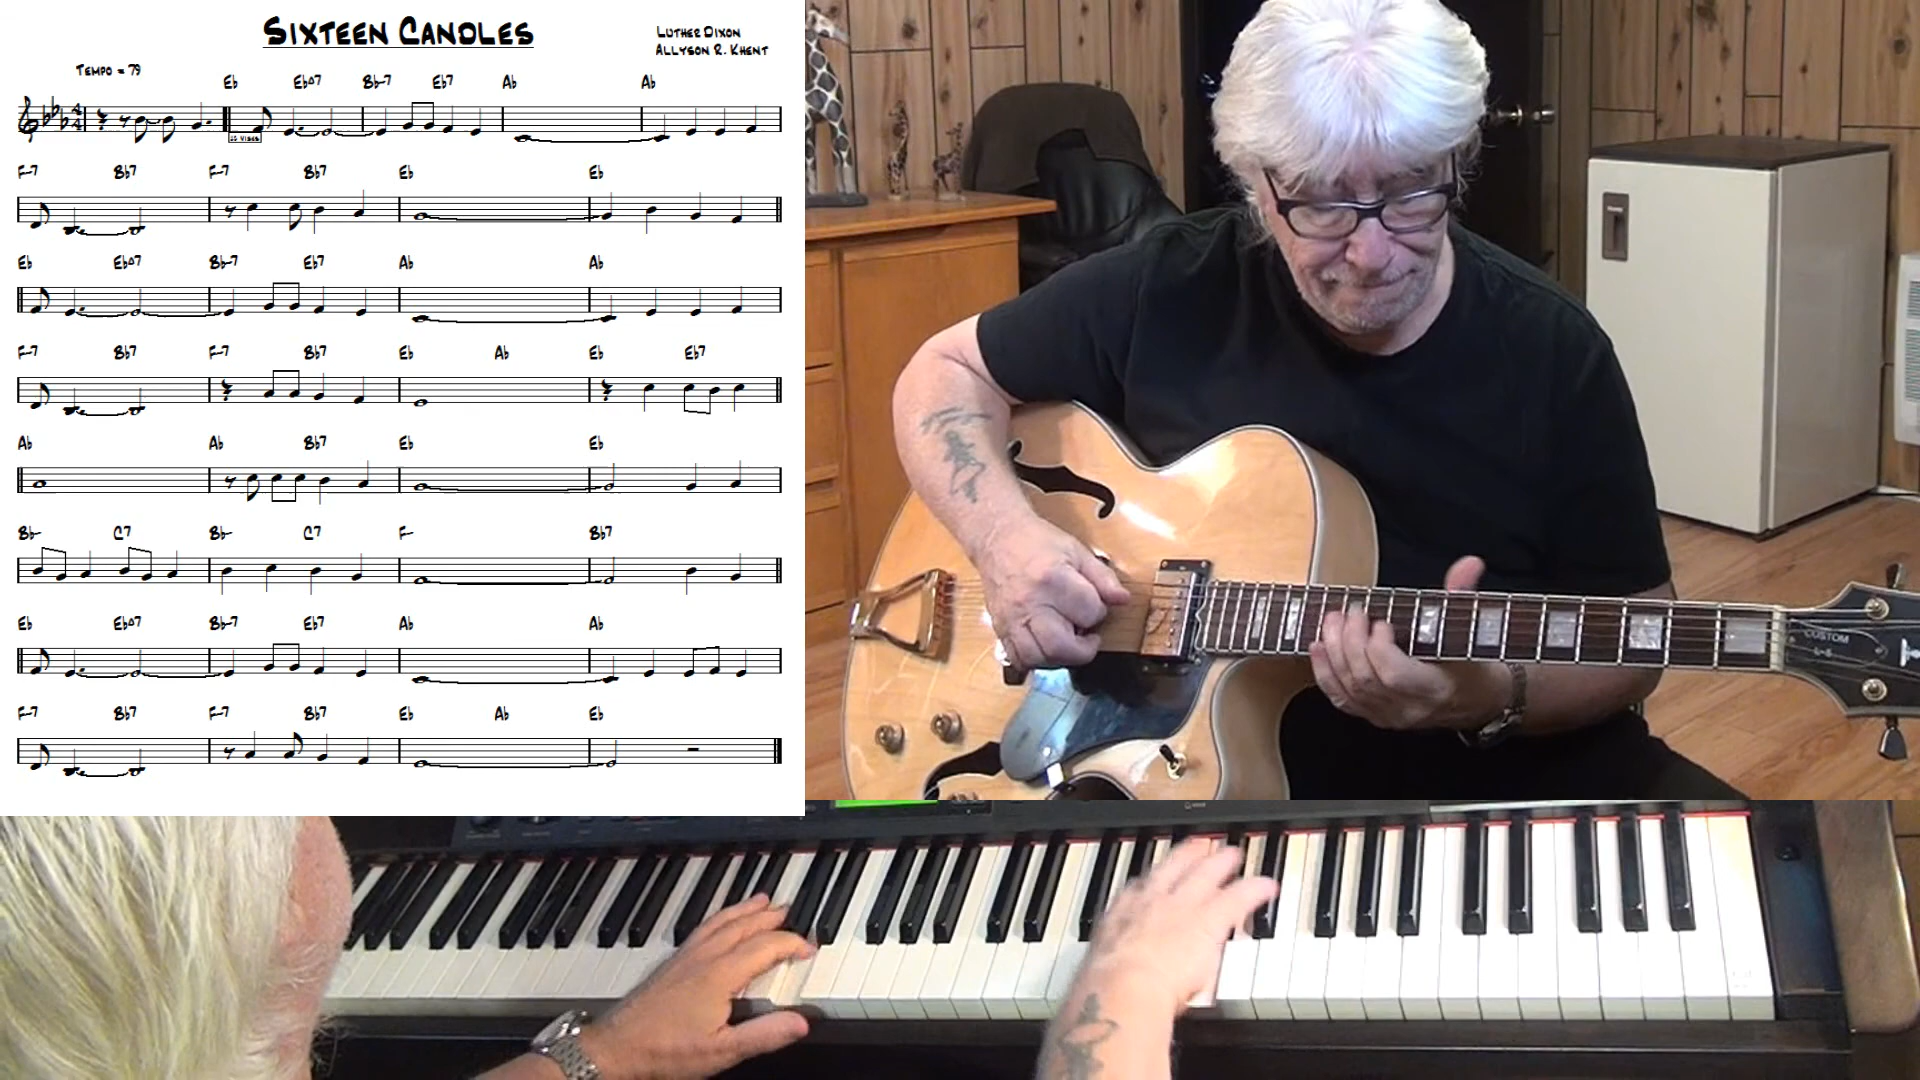 Sixteen Candles
Luther Dixon
Allyson R. Khent
Tempo = 79
Eb Eb△7 Bb-7 Eb7 Ab Ab
4
4
F-7 Bb7 F-7 Bb7 Eb Eb
Eb Eb△7 Bb-7 Eb7 Ab Ab
F-7 Bb7 F-7 Bb7 Eb Ab Eb Eb7
Ab Ab Bb7 Eb Eb
Bb- C7 Bb- C7 F- Bb7
Eb Eb△7 Bb-7 Eb7 Ab Ab
F-7 Bb7 F-7 Bb7 Eb Ab Eb
CUSTOM
L-5